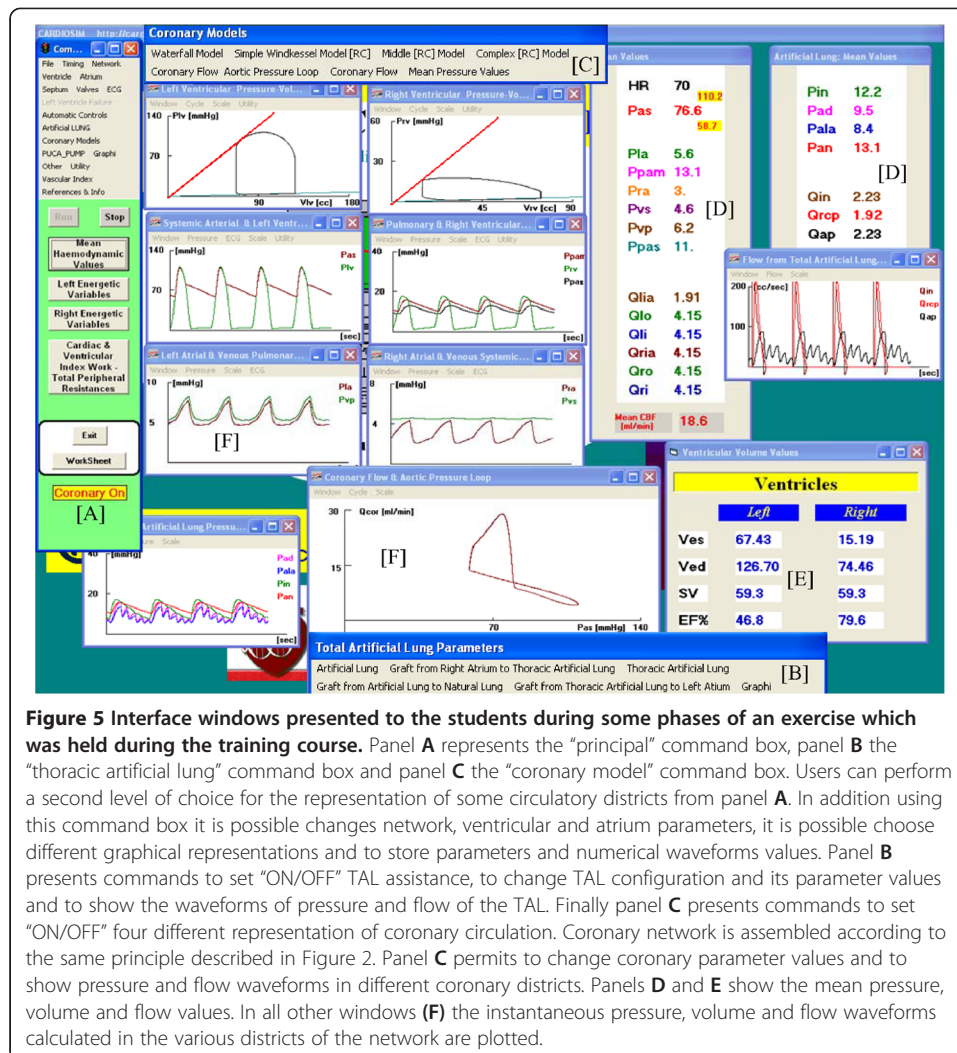 CARDIOSIM http://car
Coronary Models
Waterfall Model Simple Windkessel Model [RC] Middle [RC] Model Complex [RC] Model
Coronary Flow Aortic Pressure Loop Coronary Flow Mean Pressure Values
[C]
Com...
File Timing Network
Ventricle Atrium
Septum Valves ECG
Left Ventricle Failure
Automatic Controls
Artificial LUNG
Coronary Models
PUCA_PUMP Graphi
Other Utility
Vascular Index
References & Info
Run Stop
Mean
Haemodynamic
Values
Left Energetic
Variables
Right Energetic
Variables
Cardiac &
Ventricular
Index Work -
Total Peripheral
Resistances
Exit
WorkSheet
Coronary On
[A]
Left Ventricular Pressure-Vol...
Window Cycle Scale Utility
140
Plv [mmHg]
70
90 Vlv [cc] 180
Right Ventricular Pressure-Vo...
Window Cycle Scale Utility
60
Prv [mmHg]
30
45 Vrv [cc] 90
Systemic Arterial & Left Ventr...
Window Pressure ECG Scale Utility
140
[mmHg]
Pas
Plv
70
[sec]
Pulmonary & Right Ventricular...
Window Pressure Utility ECG Scale
40
[mmHg]
Ppam
Prv
Ppas
20
[sec]
Left Atrial & Venous Pulmonar...
Window Pressure Scale ECG
10
[mmHg]
Pla
Pvp
5
[F]
[sec]
Right Atrial & Venous Systemic...
Window Pressure Scale ECG
8
[mmHg]
Pra
Pvs
4
[sec]
an Values
HR 70
110.2
Pas 76.6
58.7
Pla 5.6
Ppam 13.1
Pra 3.
Pvs 4.6
[D]
Pvp 6.2
Ppas 11.
Qlia 1.91
Qlo 4.15
Qli 4.15
Qria 4.15
Qro 4.15
Qri 4.15
Mean CBF
[ml/min]
18.6
Artificial Lung: Mean Values
Pin 12.2
Pad 9.5
Pala 8.4
Pan 13.1
[D]
Qin 2.23
Qrcp 1.92
Qap 2.23
Flow from Total Artificial Lung...
Window Flow Scale
200
[cc/sec]
Qin
Qrcp
Qap
100
[sec]
Coronary Flow & Aortic Pressure Loop
Window Cycle Scale
30
Qcor [ml/min]
15
[F]
70 Pas [mmHg] 140
Artificial Lung Pressu...
ure Scale
40
[mmHg]
Pad
Pala
Pin
Pan
20
[sec]
Ventricular Volume Values
Ventricles
Left Right
Ves 67.43 15.19
Ved 126.70 74.46
[E]
SV 59.3 59.3
EF% 46.8 79.6
Total Artificial Lung Parameters
Artificial Lung Graft from Right Atrium to Thoracic Artificial Lung Thoracic Artificial Lung
Graft from Artificial Lung to Natural Lung Graft from Thoracic Artificial Lung to Left Atium Graphi
[B]
Figure 5 Interface windows presented to the students during some phases of an exercise which
was held during the training course. Panel A represents the “principal” command box, panel B the
“thoracic artificial lung” command box and panel C the “coronary model” command box. Users can perform
a second level of choice for the representation of some circulatory districts from panel A. In addition using
this command box it is possible changes network, ventricular and atrium parameters, it is possible choose
different graphical representations and to store parameters and numerical waveforms values. Panel B
presents commands to set “ON/OFF” TAL assistance, to change TAL configuration and its parameter values
and to show the waveforms of pressure and flow of the TAL. Finally panel C presents commands to set
“ON/OFF” four different representation of coronary circulation. Coronary network is assembled according to
the same principle described in Figure 2. Panel C permits to change coronary parameter values and to
show pressure and flow waveforms in different coronary districts. Panels D and E show the mean pressure,
volume and flow values. In all other windows (F) the instantaneous pressure, volume and flow waveforms
calculated in the various districts of the network are plotted.